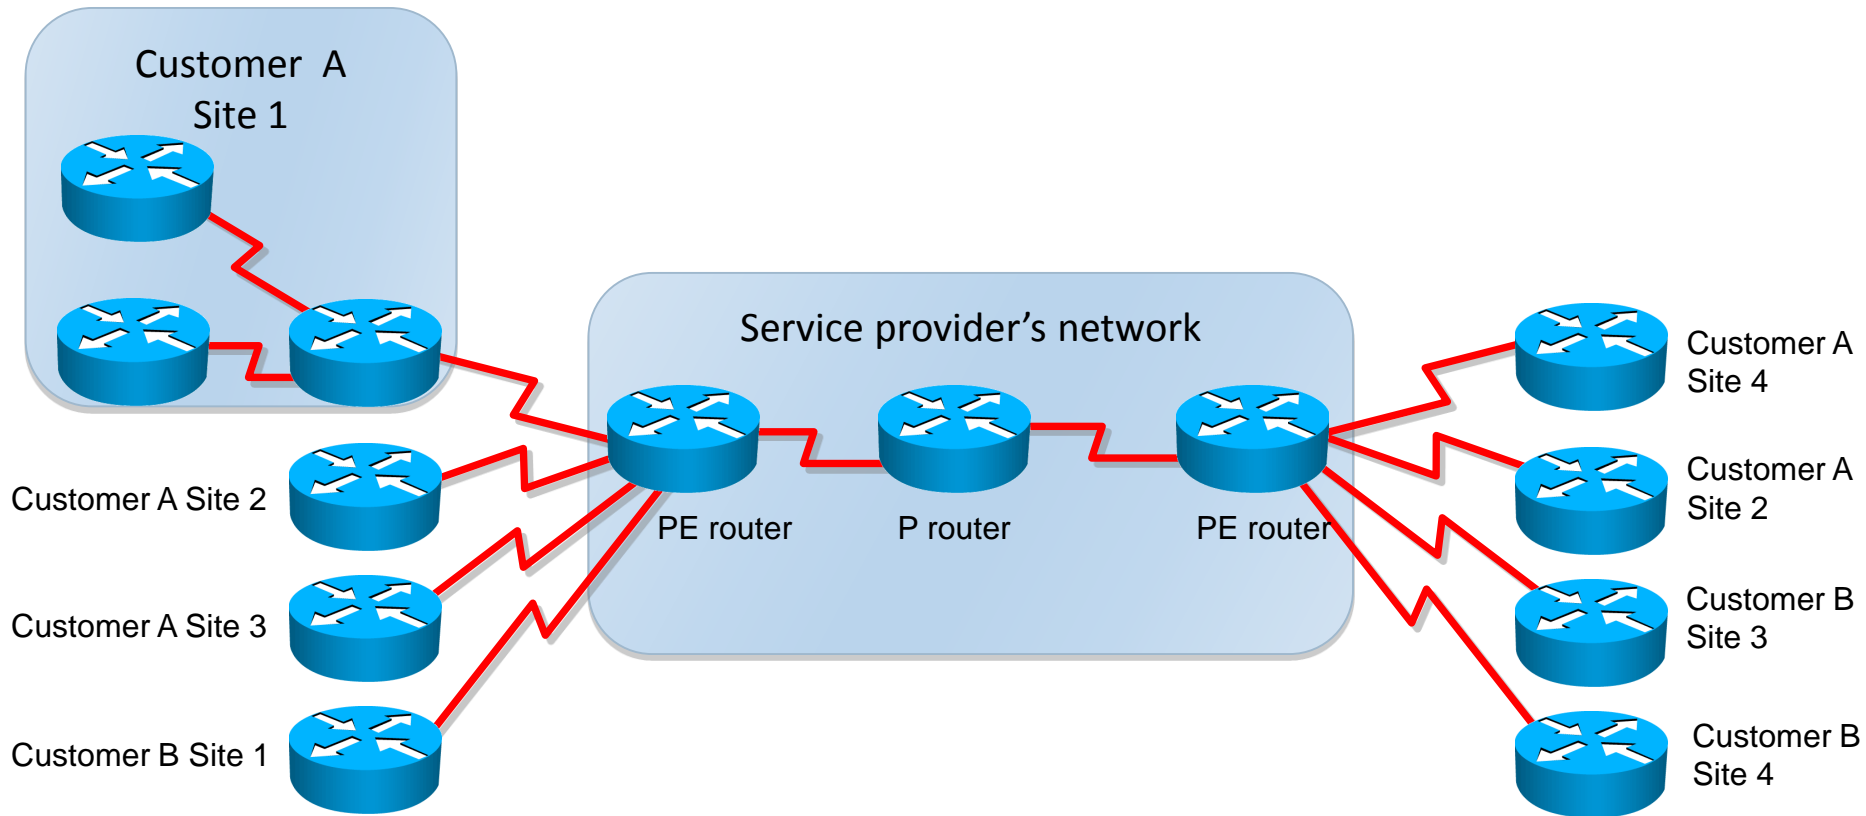 Customer A
Site 1
Service provider's network
PE router
P router
PE router
Customer A Site 2
Customer A Site 3
Customer B Site 1
Customer A
Site 4
Customer A
Site 2
Customer B
Site 3
Customer B
Site 4